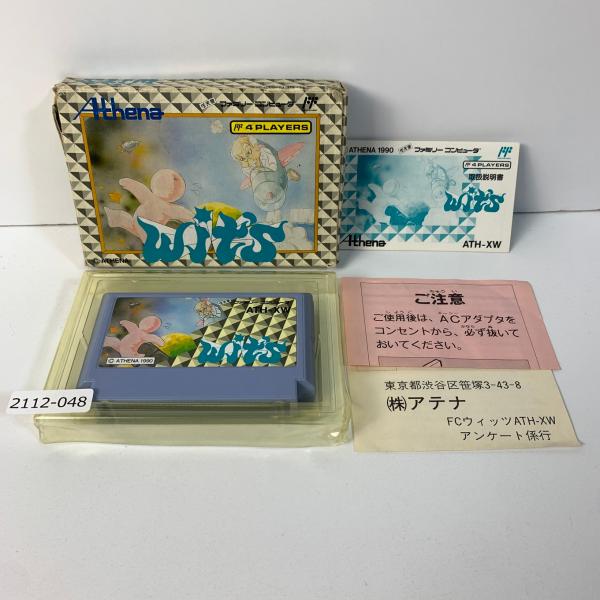 Athena
ファミリー コンピュータ
4 PLAYERS
wit's
© ATHENA
ATHENA 1990
ファミリー コンピュータ
4 PLAYERS
取扱説明書
wit's
Athena
ATH-XW
ATH-XW
wit's
© ATHENA 1990
2112-048
ご注意
ご使用後は、ACアダプタを
コンセントから、必ず抜いて
おいてください。
東京都渋谷区笹塚3-43-8
㈱アテナ
FCウィッツATH-XW
アンケート係行